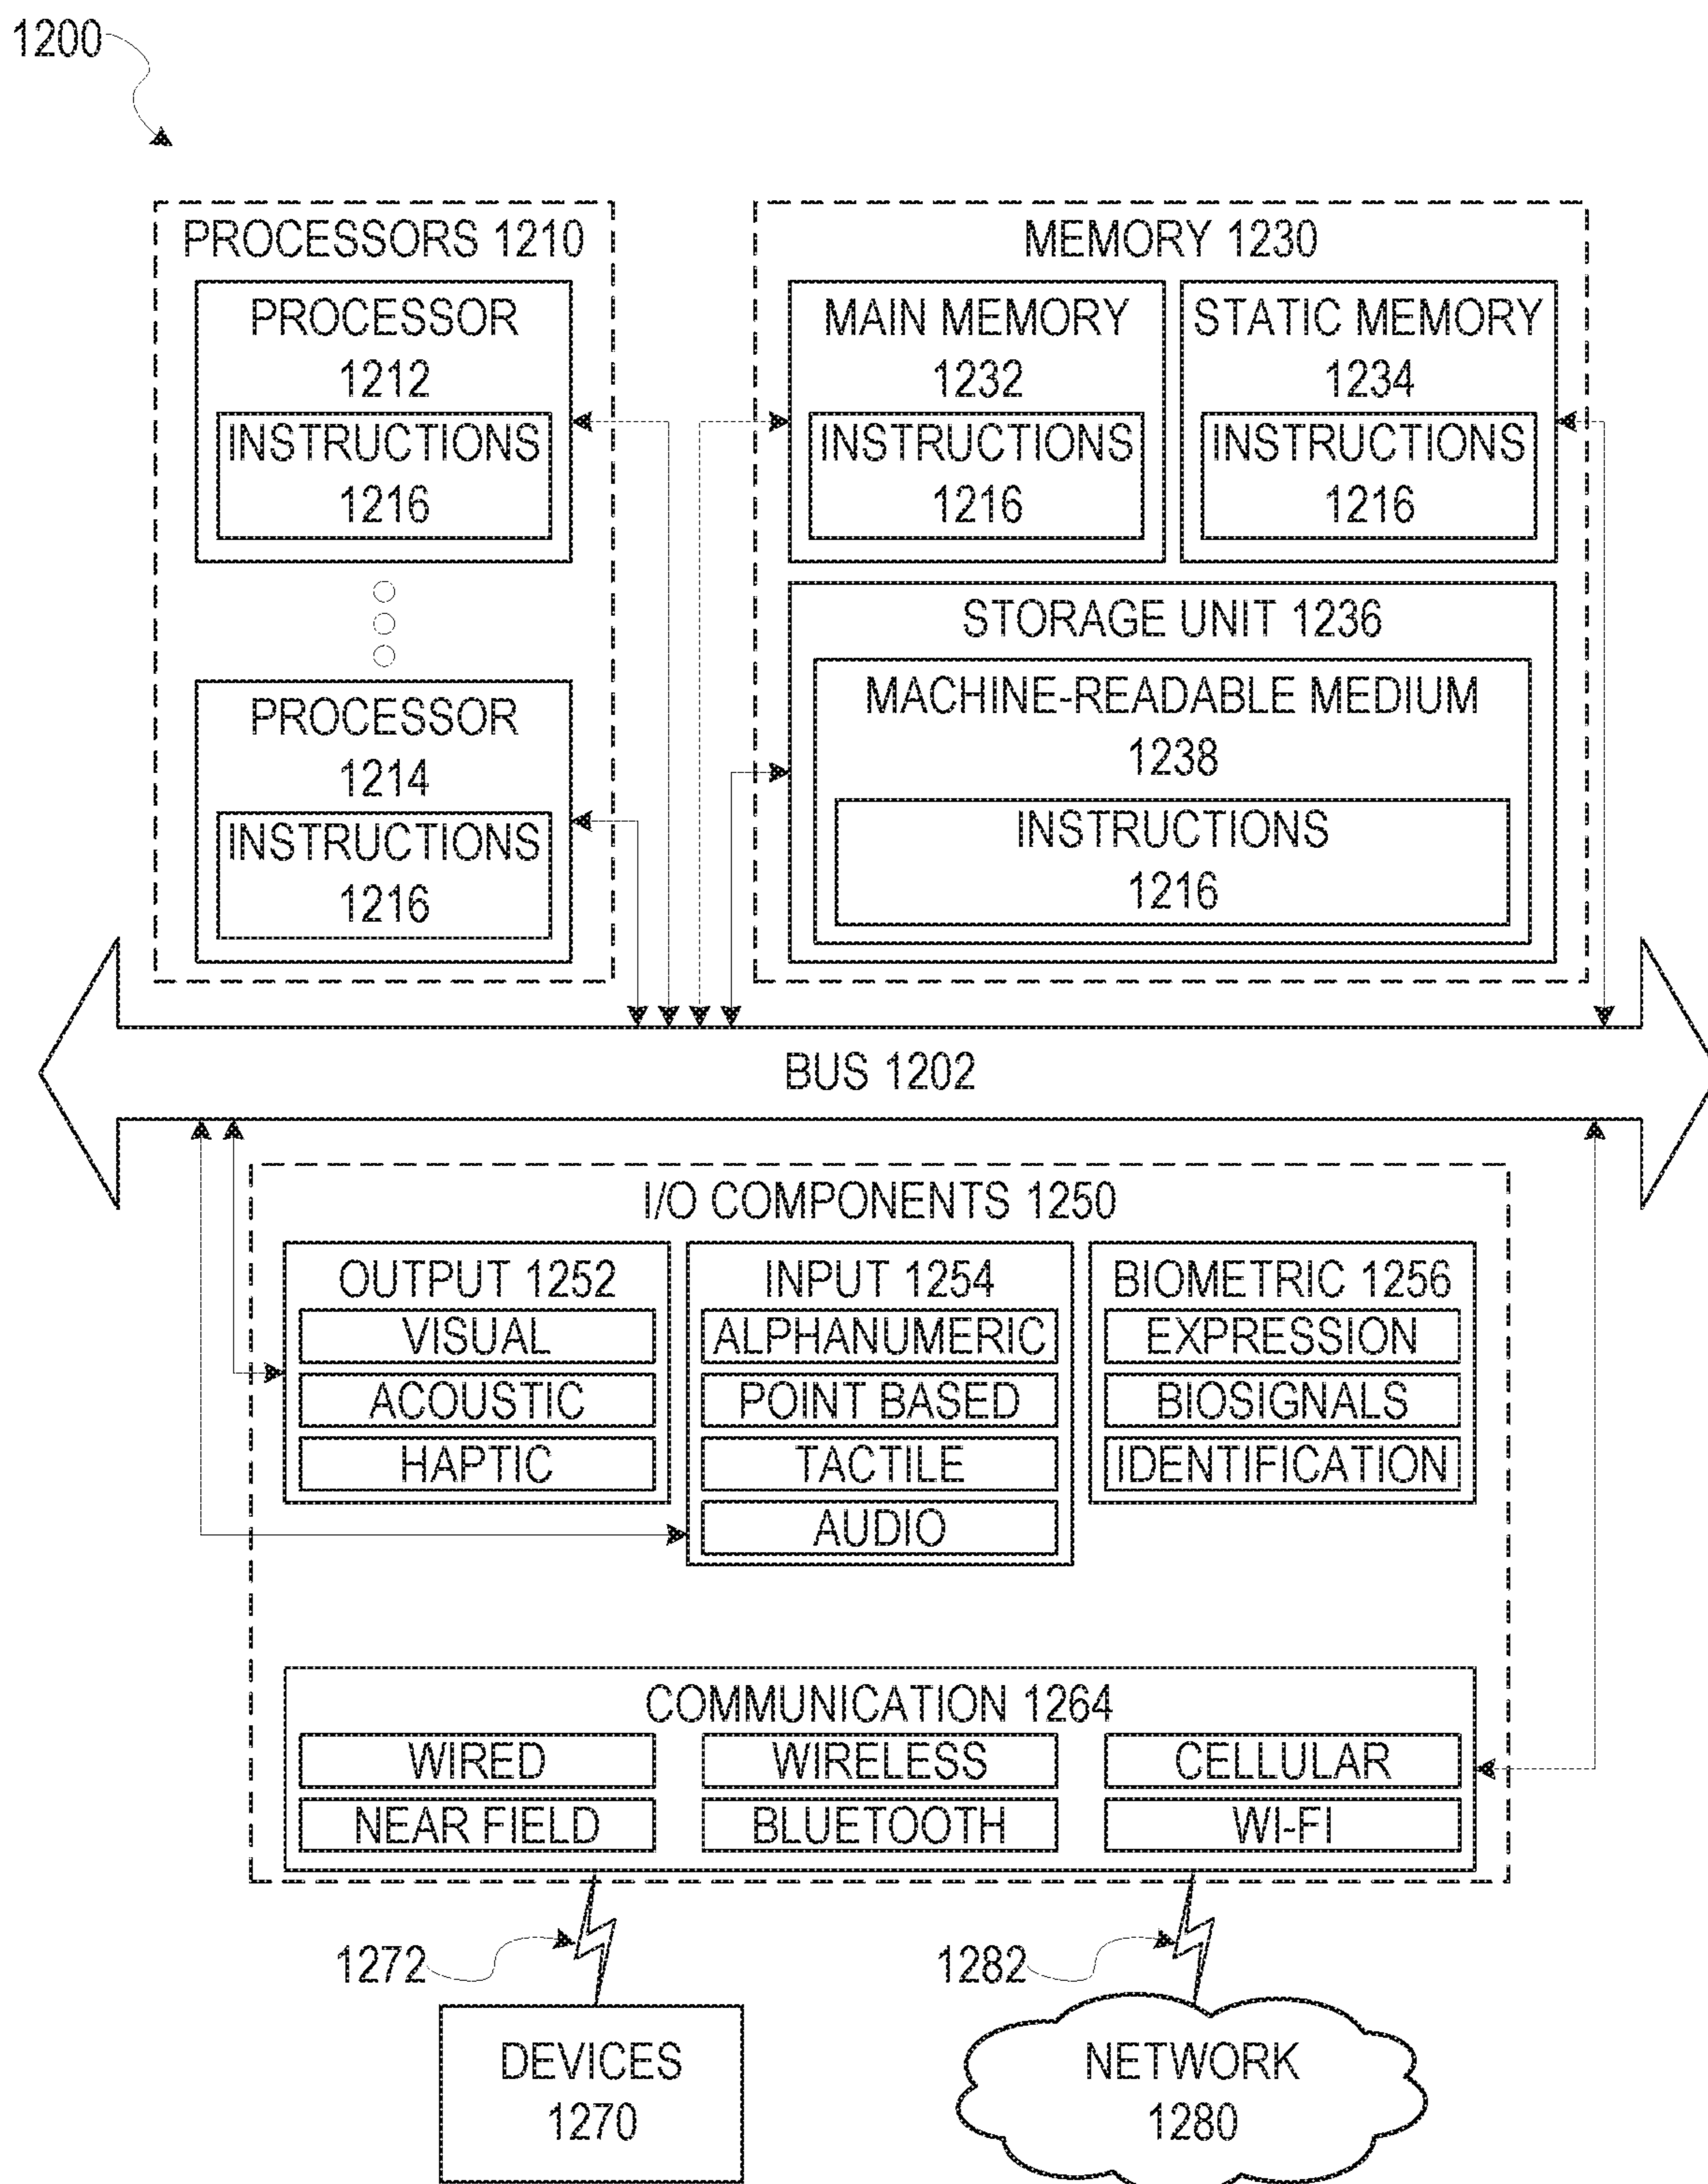 1200
PROCESSORS 1210
PROCESSOR
1212
INSTRUCTIONS
1216
PROCESSOR
1214
INSTRUCTIONS
1216
MEMORY 1230
MAIN MEMORY
1232
INSTRUCTIONS
1216
STATIC MEMORY
1234
INSTRUCTIONS
1216
STORAGE UNIT 1236
MACHINE-READABLE MEDIUM
1238
INSTRUCTIONS
1216
BUS 1202
I/O COMPONENTS 1250
OUTPUT 1252
VISUAL
ACOUSTIC
HAPTIC
INPUT 1254
ALPHANUMERIC
POINT BASED
TACTILE
AUDIO
BIOMETRIC 1256
EXPRESSION
BIOSIGNALS
IDENTIFICATION
COMMUNICATION 1264
WIRED
WIRELESS
CELLULAR
NEAR FIELD
BLUETOOTH
WI-FI
1272
1282
DEVICES
1270
NETWORK
1280